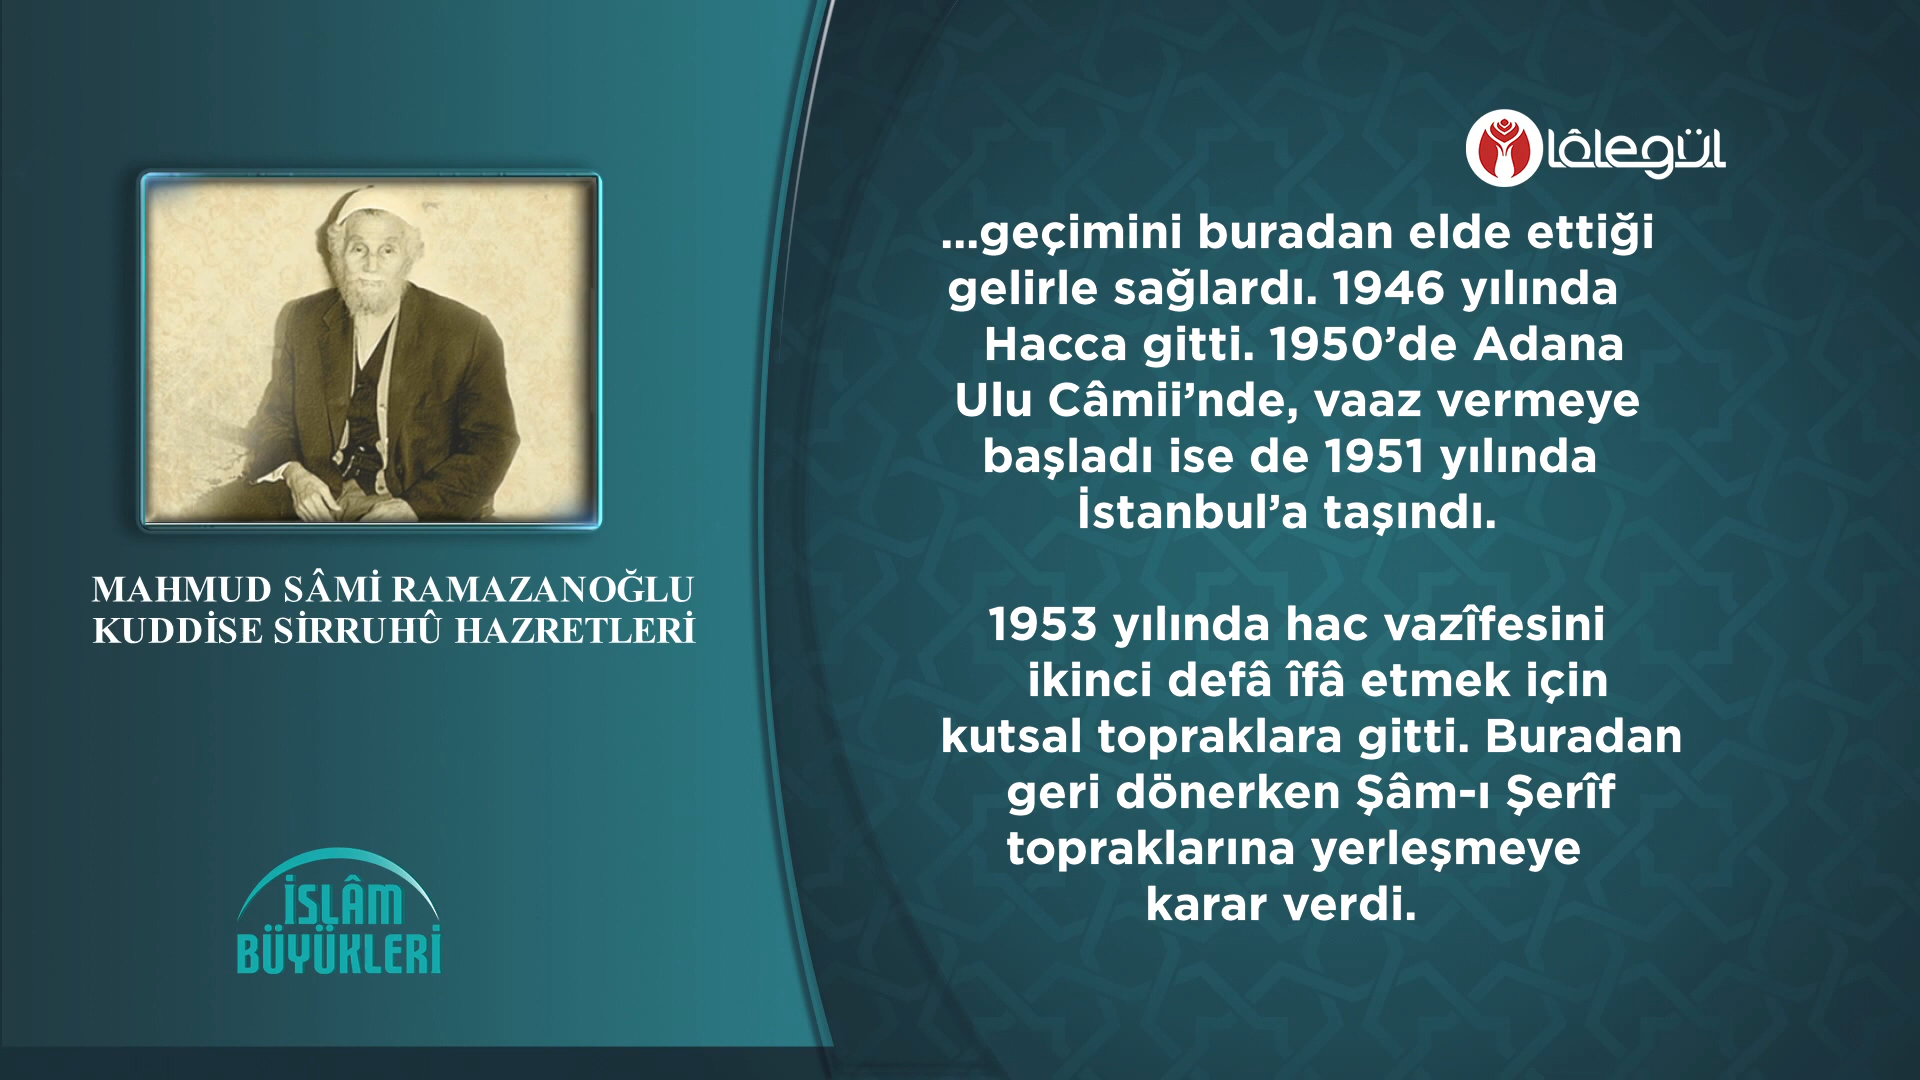 lâlegül
...geçimini buradan elde ettiği
gelirle sağlardı. 1946 yılında
Hacca gitti. 1950’de Adana
Ulu Câmii’nde, vaaz vermeye
başladı ise de 1951 yılında
İstanbul’a taşındı.
1953 yılında hac vazîfesini
ikinci defâ îfâ etmek için
kutsal topraklara gitti. Buradan
geri dönerken Şâm-ı Şerîf
topraklarına yerleşmeye
karar verdi.
MAHMUD SÂMİ RAMAZANOĞLU
KUDDİSE SİRRUHÛ HAZRETLERİ
İSLÂM
BÜYÜKLERİ